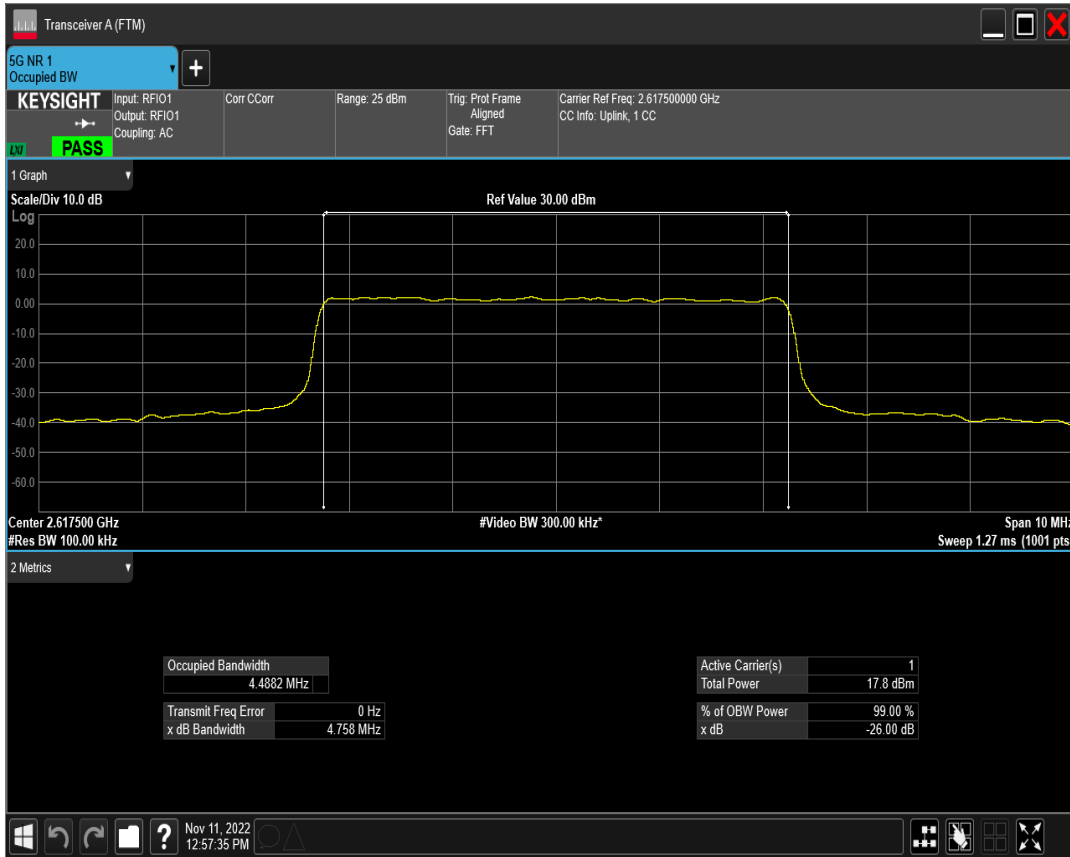 Transceiver A (FTM)
5G NR 1
Occupied BW
+
KEYSIGHT
LXI
PASS
Input: RFIO1
Output: RFIO1
Coupling: AC
Corr CCorr
Range: 25 dBm
Trig: Prot Frame
Aligned
Gate: FFT
Carrier Ref Freq: 2.617500000 GHz
CC Info: Uplink, 1 CC
1 Graph
Scale/Div 10.0 dB
Ref Value 30.00 dBm
Log
20.0
10.0
0.00
-10.0
-20.0
-30.0
-40.0
-50.0
-60.0
Center 2.617500 GHz
#Video BW 300.00 kHz*
Span 10 MHz
#Res BW 100.00 kHz
Sweep 1.27 ms (1001 pts
2 Metrics
Occupied Bandwidth
4.4882 MHz
Transmit Freq Error 0 Hz
x dB Bandwidth 4.758 MHz
Active Carrier(s) 1
Total Power 17.8 dBm
% of OBW Power 99.00 %
x dB -26.00 dB
?
Nov 11, 2022
12:57:35 PM